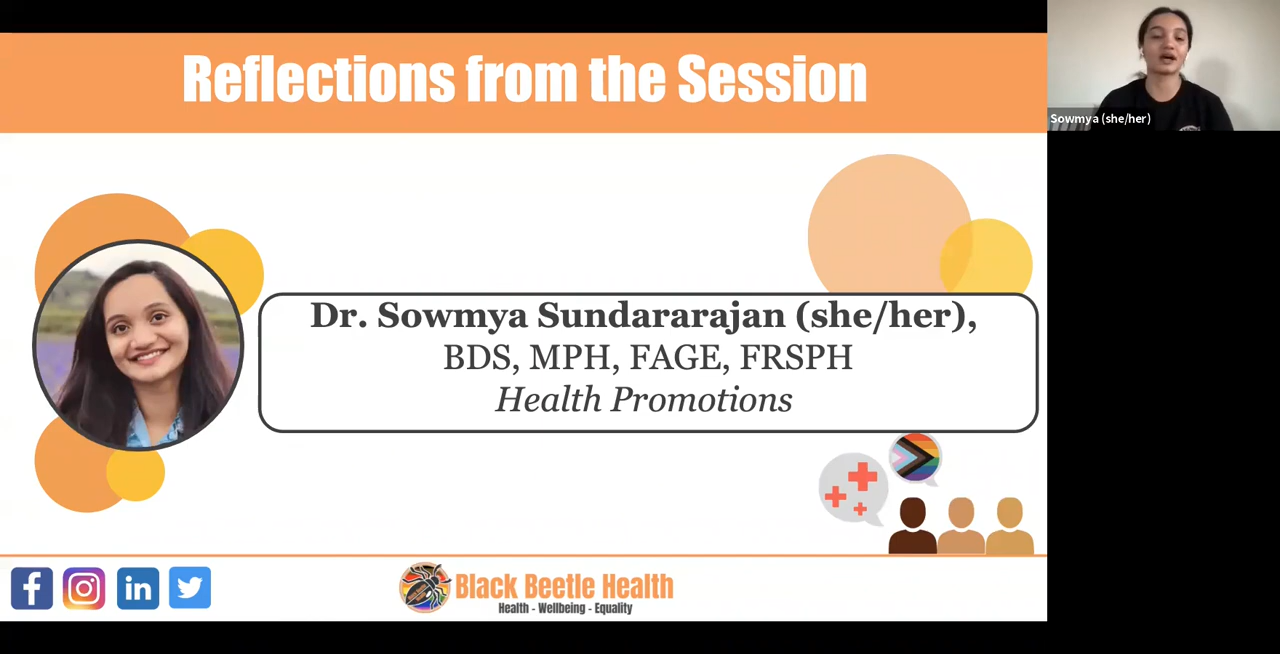 Reflections from the Session
Sowmya (she/her)
Dr. Sowmya Sundararajan (she/her),
BDS, MPH, FAGE, FRSPH
Health Promotions
Black Beetle Health
Health - Wellbeing - Equality